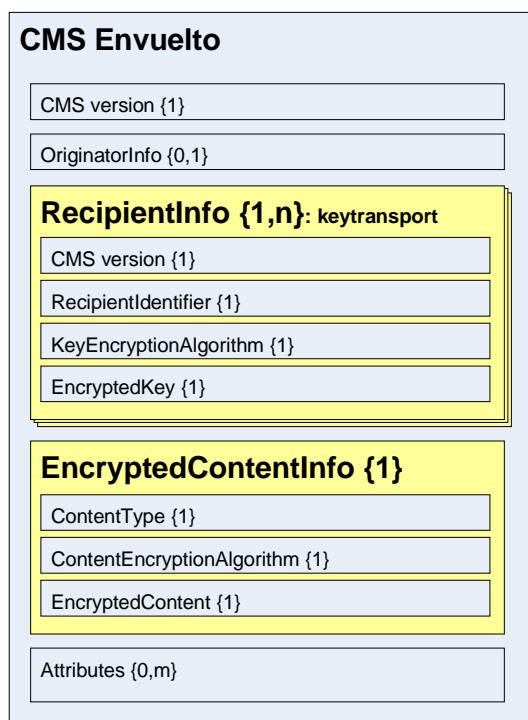 CMS Envuelto
CMS version {1}
OriginatorInfo {0,1}
RecipientInfo {1,n}: keytransport
CMS version {1}
RecipientIdentifier {1}
KeyEncryptionAlgorithm {1}
EncryptedKey {1}
EncryptedContentInfo {1}
ContentType {1}
ContentEncryptionAlgorithm {1}
EncryptedContent {1}
Attributes {0,m}